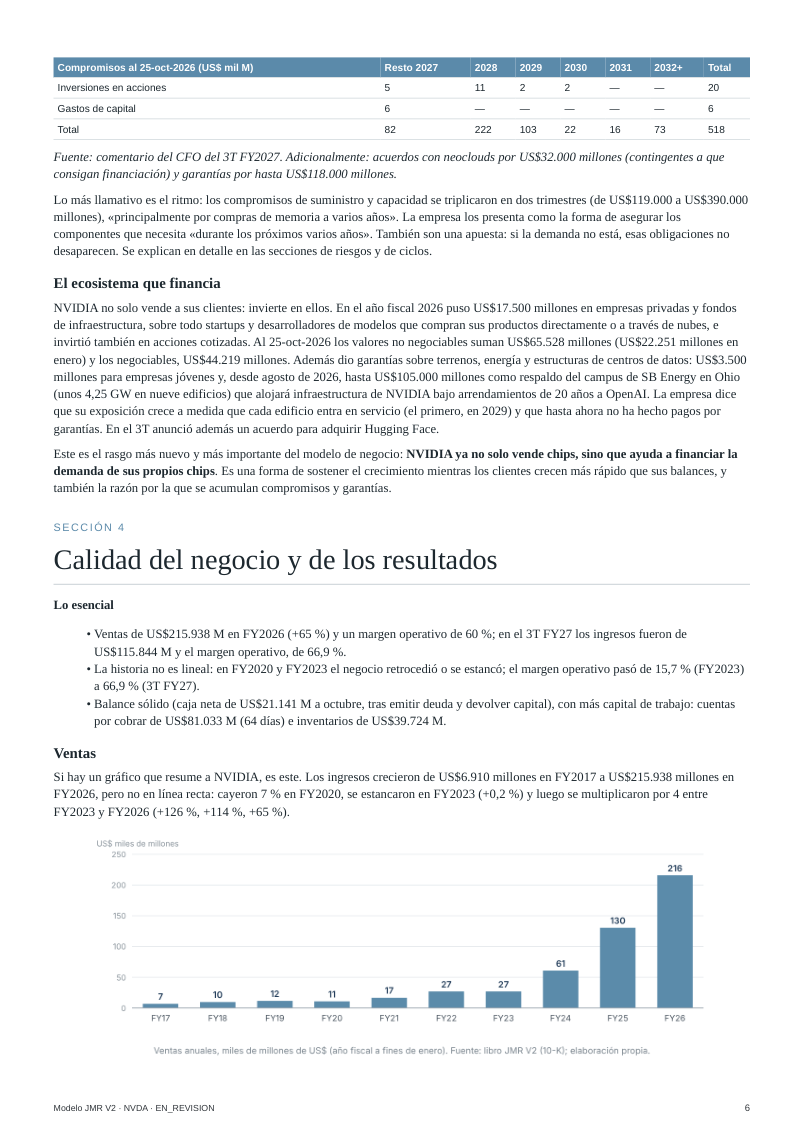 Compromisos al 25-oct-2026 (US$ mil M) Resto 2027 2028 2029 2030 2031 2032+ Total
Inversiones en acciones 5 11 2 2 — — 20
Gastos de capital 6 — — — — — 6
Total 82 222 103 22 16 73 518
Fuente: comentario del CFO del 3T FY2027. Adicionalmente: acuerdos con neoclouds por US$32.000 millones (contingentes a que
consigan financiación) y garantías por hasta US$118.000 millones.
Lo más llamativo es el ritmo: los compromisos de suministro y capacidad se triplicaron en dos trimestres (de US$119.000 a US$390.000
millones), «principalmente por compras de memoria a varios años». La empresa los presenta como la forma de asegurar los
componentes que necesita «durante los próximos varios años». También son una apuesta: si la demanda no está, esas obligaciones no
desaparecen. Se explican en detalle en las secciones de riesgos y de ciclos.
El ecosistema que financia
NVIDIA no solo vende a sus clientes: invierte en ellos. En el año fiscal 2026 puso US$17.500 millones en empresas privadas y fondos
de infraestructura, sobre todo startups y desarrolladores de modelos que compran sus productos directamente o a través de nubes, e
invirtió también en acciones cotizadas. Al 25-oct-2026 los valores no negociables suman US$65.528 millones (US$22.251 millones en
enero) y los negociables, US$44.219 millones. Además dio garantías sobre terrenos, energía y estructuras de centros de datos: US$3.500
millones para empresas jóvenes y, desde agosto de 2026, hasta US$105.000 millones como respaldo del campus de SB Energy en Ohio
(unos 4,25 GW en nueve edificios) que alojará infraestructura de NVIDIA bajo arrendamientos de 20 años a OpenAI. La empresa dice
que su exposición crece a medida que cada edificio entra en servicio (el primero, en 2029) y que hasta ahora no ha hecho pagos por
garantías. En el 3T anunció además un acuerdo para adquirir Hugging Face.
Este es el rasgo más nuevo y más importante del modelo de negocio: NVIDIA ya no solo vende chips, sino que ayuda a financiar la
demanda de sus propios chips. Es una forma de sostener el crecimiento mientras los clientes crecen más rápido que sus balances, y
también la razón por la que se acumulan compromisos y garantías.
SECCIÓN 4
Calidad del negocio y de los resultados
Lo esencial
• Ventas de US$215.938 M en FY2026 (+65 %) y un margen operativo de 60 %; en el 3T FY27 los ingresos fueron de
US$115.844 M y el margen operativo, de 66,9 %.
• La historia no es lineal: en FY2020 y FY2023 el negocio retrocedió o se estancó; el margen operativo pasó de 15,7 % (FY2023)
a 66,9 % (3T FY27).
• Balance sólido (caja neta de US$21.141 M a octubre, tras emitir deuda y devolver capital), con más capital de trabajo: cuentas
por cobrar de US$81.033 M (64 días) e inventarios de US$39.724 M.
Ventas
Si hay un gráfico que resume a NVIDIA, es este. Los ingresos crecieron de US$6.910 millones en FY2017 a US$215.938 millones en
FY2026, pero no en línea recta: cayeron 7 % en FY2020, se estancaron en FY2023 (+0,2 %) y luego se multiplicaron por 4 entre
FY2023 y FY2026 (+126 %, +114 %, +65 %).
US$ miles de millones
250
200
150
100
50
0
7 10 12 11 17 27 27 61 130 216
FY17 FY18 FY19 FY20 FY21 FY22 FY23 FY24 FY25 FY26
Ventas anuales, miles de millones de US$ (año fiscal a fines de enero). Fuente: libro JMR V2 (10-K); elaboración propia.
Modelo JMR V2 · NVDA · EN_REVISION 6